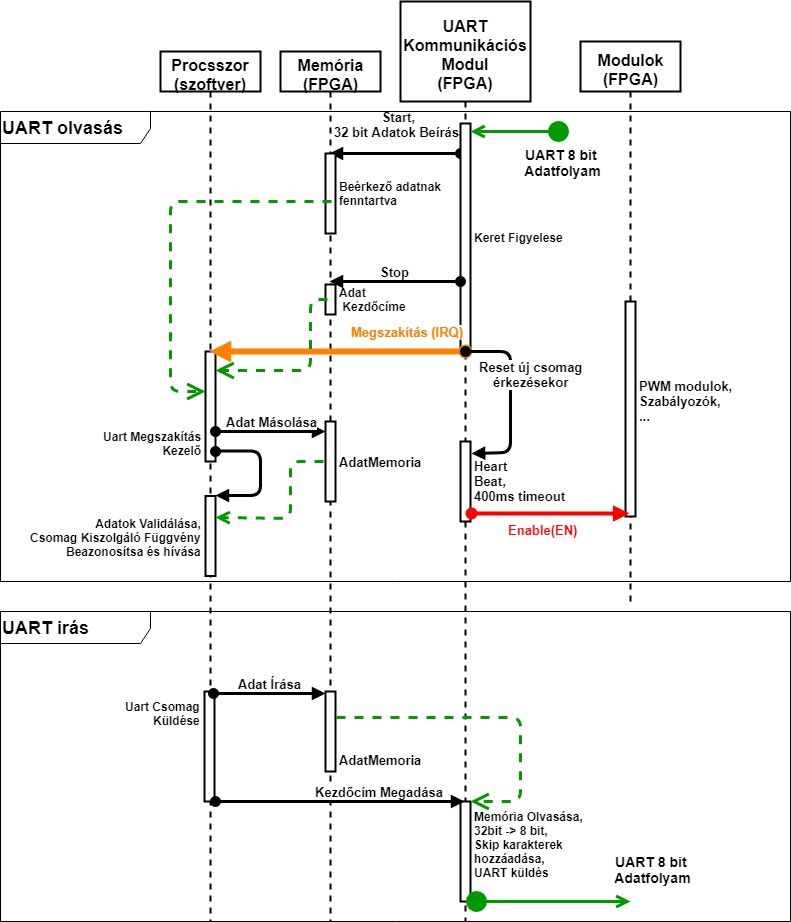 Procsszor
(szoftver)
Memória
(FPGA)
UART
Kommunikációs
Modul
(FPGA)
Modulok
(FPGA)
UART olvasás
Start,
32 bit Adatok Beírás
UART 8 bit
Adatfolyam
Beérkező adatnak
fenntartva
Keret Figyelese
Stop
Adat
Kezdőcíme
Megszakítás (IRQ)
Reset új csomag
érkezésekor
PWM modulok,
Szabályozók,
...
Adat Másolása
Uart Megszakítás
Kezelő
AdatMemoria
Heart
Beat,
400ms timeout
Enable(EN)
Adatok Validálása,
Csomag Kiszolgáló Függvény
Beazonosítsa és hívása
UART irás
Adat Írása
Uart Csomag
Küldése
AdatMemoria
Kezdőcím Megadása
Memória Olvasása,
32bit -> 8 bit,
Skip karakterek
hozzáadása,
UART küldés
UART 8 bit
Adatfolyam